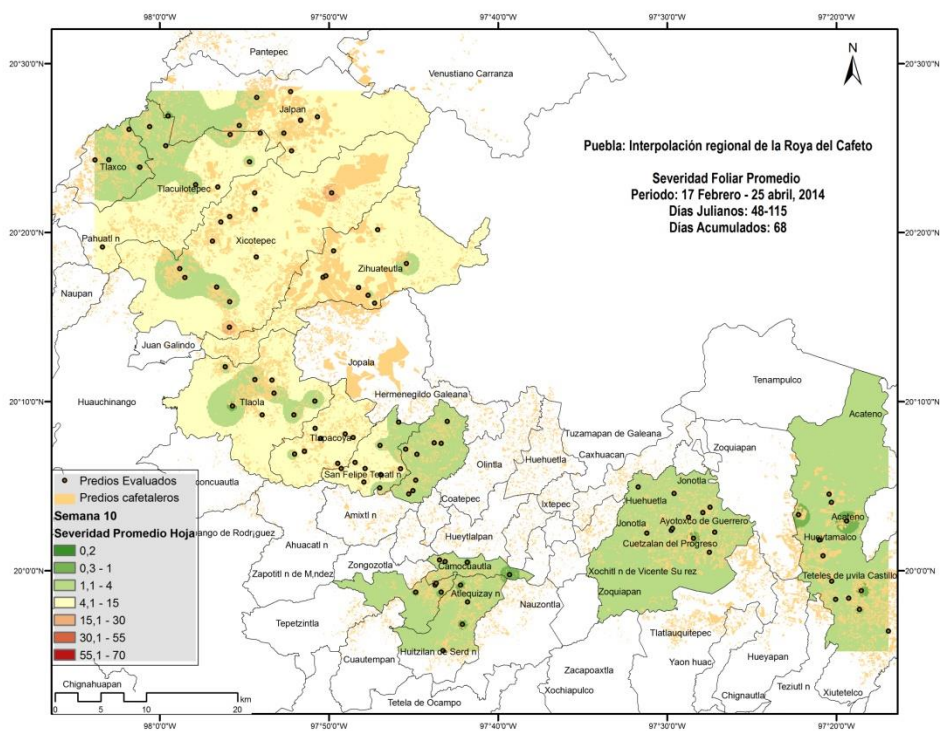 98°0'0"W
97°50'0"W
97°40'0"W
97°30'0"W
97°20'0"W
20°30'0"N
20°30'0"N
20°20'0"N
20°20'0"N
20°10'0"N
20°10'0"N
20°0'0"N
20°0'0"N
Pantepec
Venustiano Carranza
N
Jalpan
Puebla: Interpolación regional de la Roya del Cafeto
Severidad Foliar Promedio
Periodo: 17 Febrero - 25 abril, 2014
Días Julianos: 48-115
Días Acumulados: 68
Tlaxco
Tlacuilotepec
Pahuatl n
Xicotepec
Zihuateutla
Naupan
Juan Galindo
Jopala
Tenampulco
Huauchinango
Tlaola
Hermenegildo Galeana
Acateno
Tlapacoya
Tuzamapan de Galeana
Zoquiapan
Olintla
Huehuetla
Caxhuacan
San Felipe Tepatl n
Jonotla
Coatepec
Huehuetla
Ixtepec
Amixtl n
Jonotla
Ayotoxco de Guerrero
Acateno
Hueytlalpan
Cuetzalan del Progreso
Hueytamalco
Ahuacatl n
Zongozotla
Camocuautla
Xochitl n de Vicente Su rez
Teteles de µvila Castillo
Zapotitl n de M‚ndez
Atlequizay n
Zoquiapan
Nauzontla
Tepetzintla
Tlatlauquitepec
Huitzilan de Serd n
Cuautempan
Yaon huac
Hueyapan
Zacapoaxtla
Xochiapulco
Teziutl n
Chignautla
Xiutetelco
Tetela de Ocampo
Chignahuapan
Predios Evaluados
Predios cafetaleros
Semana 10
Severidad Promedio Hoja
0,2
0,3 - 1
1,1 - 4
4,1 - 15
15,1 - 30
30,1 - 55
55,1 - 70
0 5 10 20
km
98°0'0"W
97°50'0"W
97°40'0"W
97°30'0"W
97°20'0"W